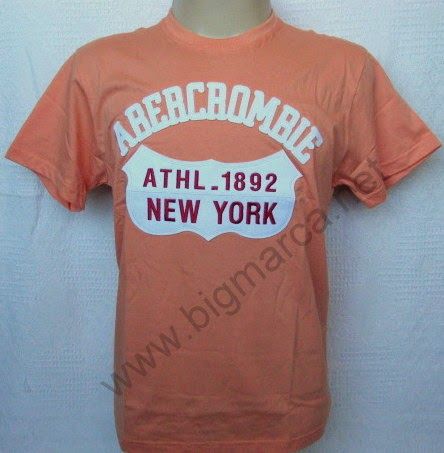 ABERCROMBIE
ATHL.1892
NEW YORK
www.bigmarca.net